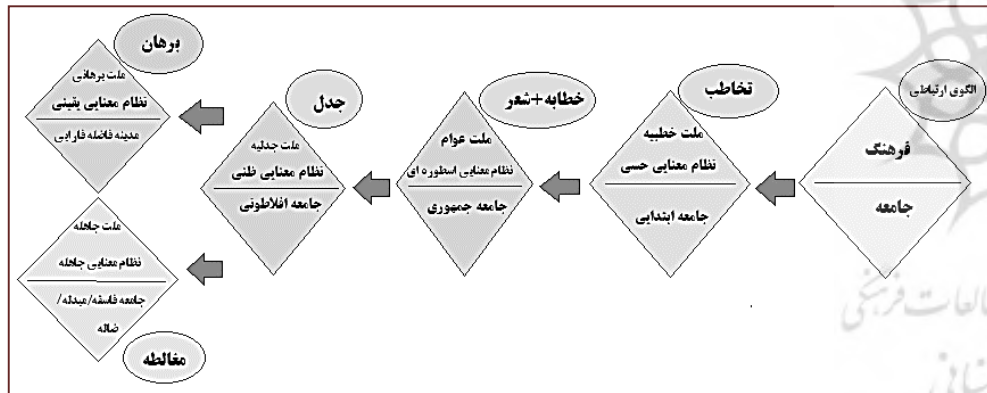 الگوی ارتباطی
فرهنگ
جامعه
تخاطب
ملت خطبیه
نظام معنایی حسی
جامعه ابتدایی
خطابه+شعر
ملت عوام
نظام معنایی اسطوره ای
جامعه جمهوری
جدل
ملت جدلیه
نظام معنایی ظنی
جامعه افلاطونی
برهان
ملت برهانی
نظام معنایی یقینی
مدینه فاضله فارابی
ملت جاهله
نظام معنایی جاهله
جامعه فاسقه/مبدله/
ضاله
مغالطه